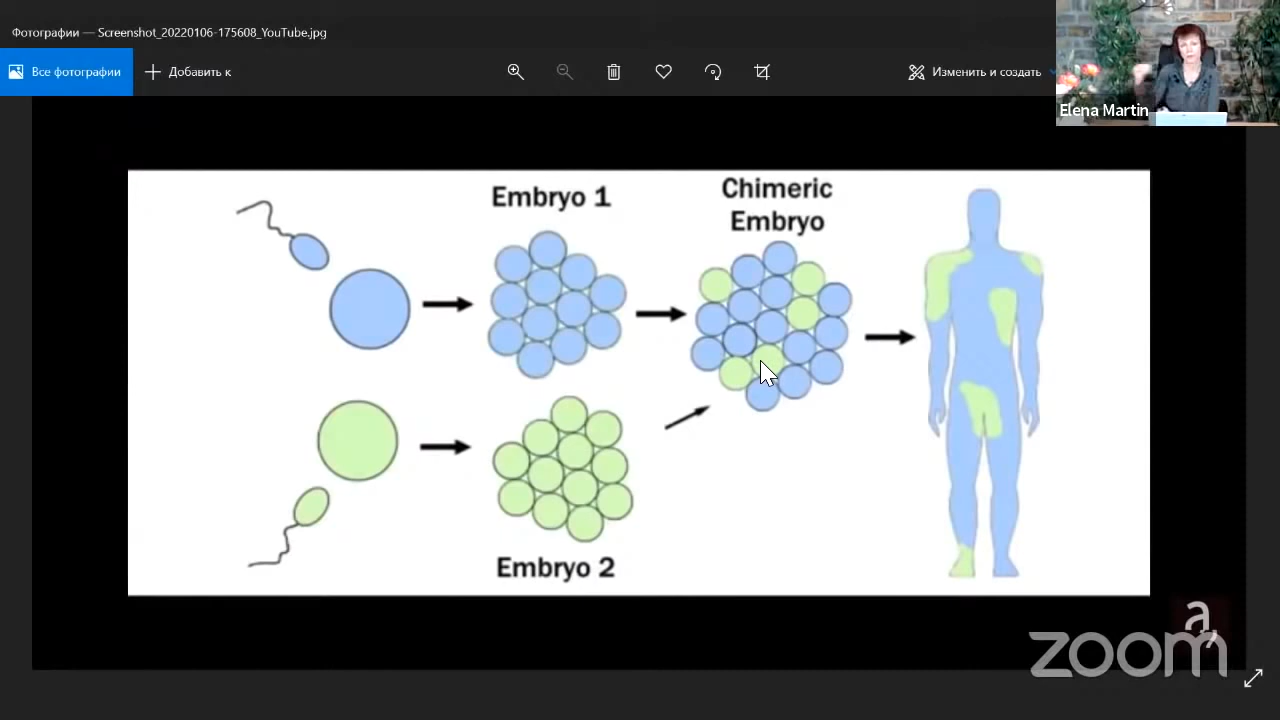 Фотографии — Screenshot_20220106-175608_YouTube.jpg
Все фотографии
Добавить к
Изменить и создать
Elena Martin
Embryo 1
Chimeric
Embryo
Embryo 2
a,
zoom